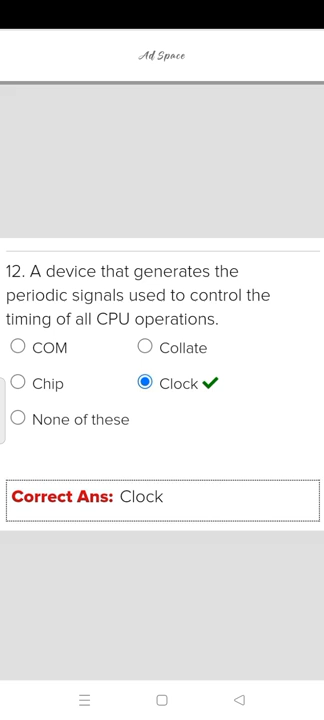 Ad Space
12. A device that generates the
periodic signals used to control the
timing of all CPU operations.
COM Collate
Chip Clock
None of these
Correct Ans: Clock